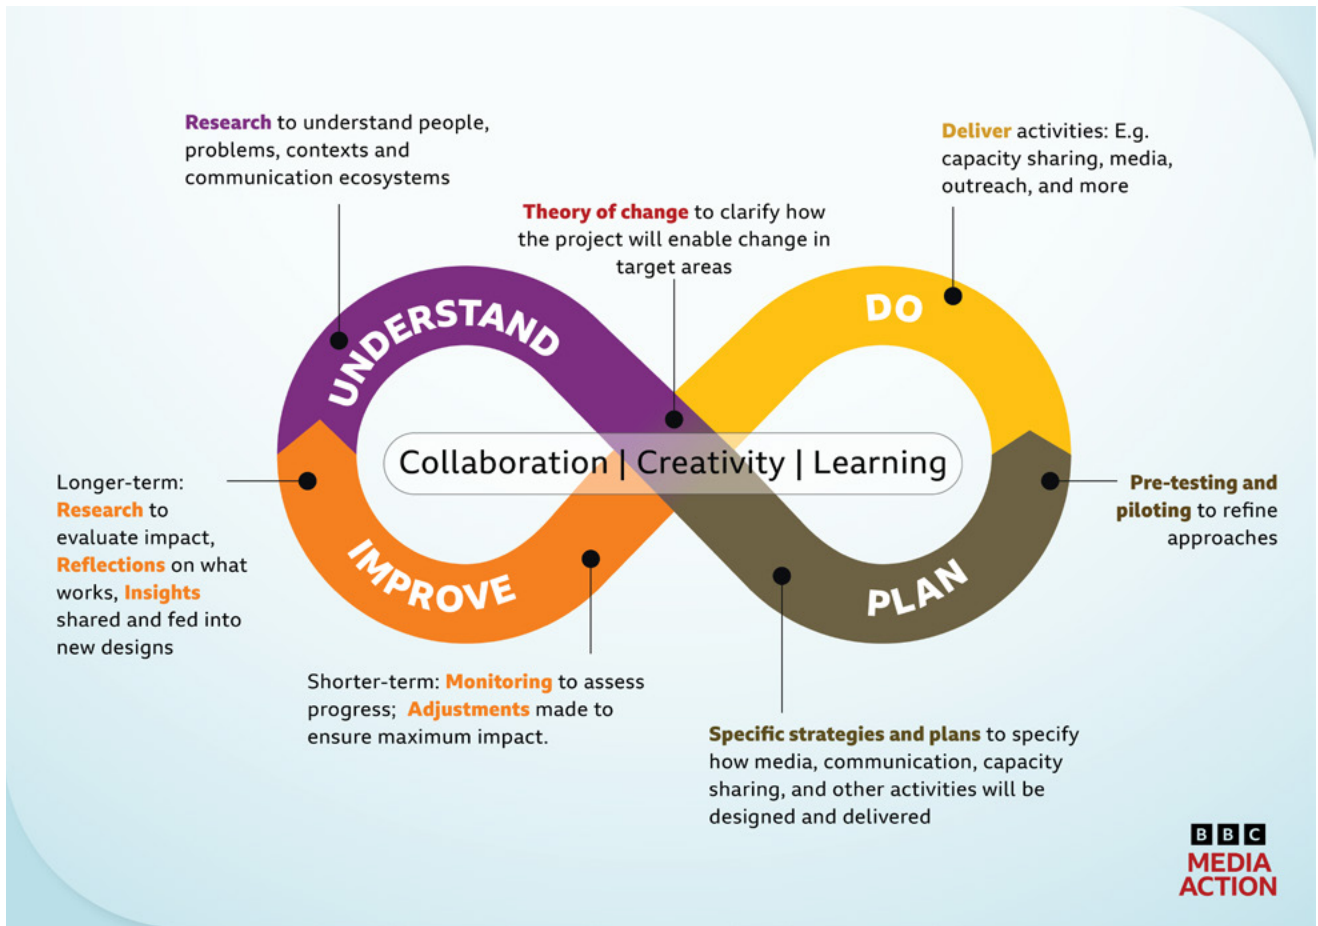 Research to understand people,
problems, contexts and
communication ecosystems
Theory of change to clarify how
the project will enable change in
target areas
Deliver activities: E.g.
capacity sharing, media,
outreach, and more
UNDERSTAND
DO
Collaboration | Creativity | Learning
Longer-term:
Research to
evaluate impact,
Reflections on what
works, Insights
shared and fed into
new designs
Pre-testing and
piloting to refine
approaches
IMPROVE
PLAN
Shorter-term: Monitoring to assess
progress; Adjustments made to
ensure maximum impact.
Specific strategies and plans to specify
how media, communication, capacity
sharing, and other activities will be
designed and delivered
BBC
MEDIA
ACTION